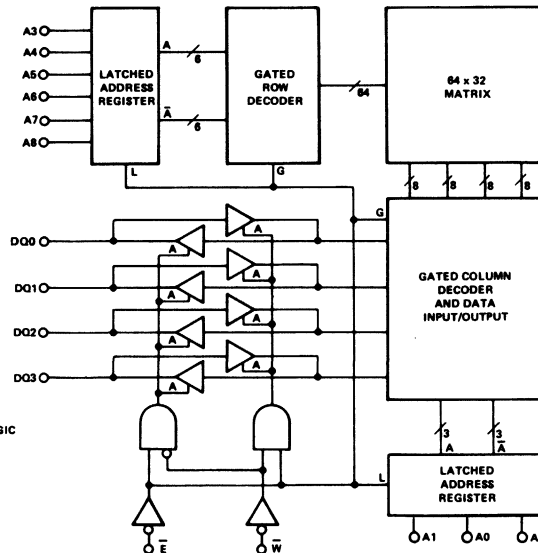 A3
A4
A5
A6
A7
A8
LATCHED
ADDRESS
REGISTER
L
A
6
A̅
6
GATED
ROW
DECODER
G
64
64 x 32
MATRIX
8 8 8 8
G
GATED COLUMN
DECODER
AND DATA
INPUT/OUTPUT
DQ0
A
A
DQ1
A
A
DQ2
A
A
DQ3
A
A
3
A
3
A̅
L
LATCHED
ADDRESS
REGISTER
A1
A0
E̅
W̅